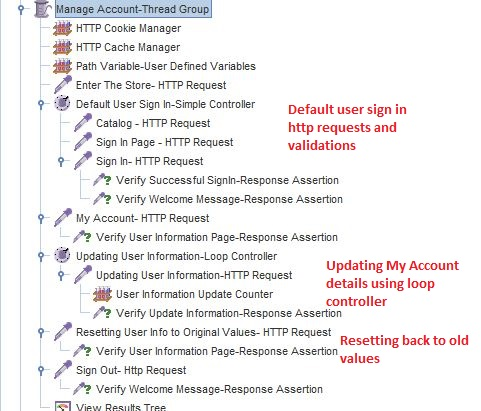 Manage Account-Thread Group
HTTP Cookie Manager
HTTP Cache Manager
Path Variable-User Defined Variables
Enter The Store- HTTP Request
Default User Sign In-Simple Controller
Catalog - HTTP Request
Sign In Page - HTTP Request
Sign In- HTTP Request
Verify Successful SignIn-Response Assertion
Verify Welcome Message-Response Assertion
Default user sign in
http requests and
validations
My Account- HTTP Request
Verify User Information Page-Response Assertion
Updating User Information-Loop Controller
Updating User Information-HTTP Request
User Information Update Counter
Verify Update Information-Response Assertion
Updating My Account
details using loop
controller
Resetting User Info to Original Values- HTTP Request
Verify User Information Page-Response Assertion
Resetting back to old
values
Sign Out- Http Request
Verify Welcome Message-Response Assertion
View Results Tree